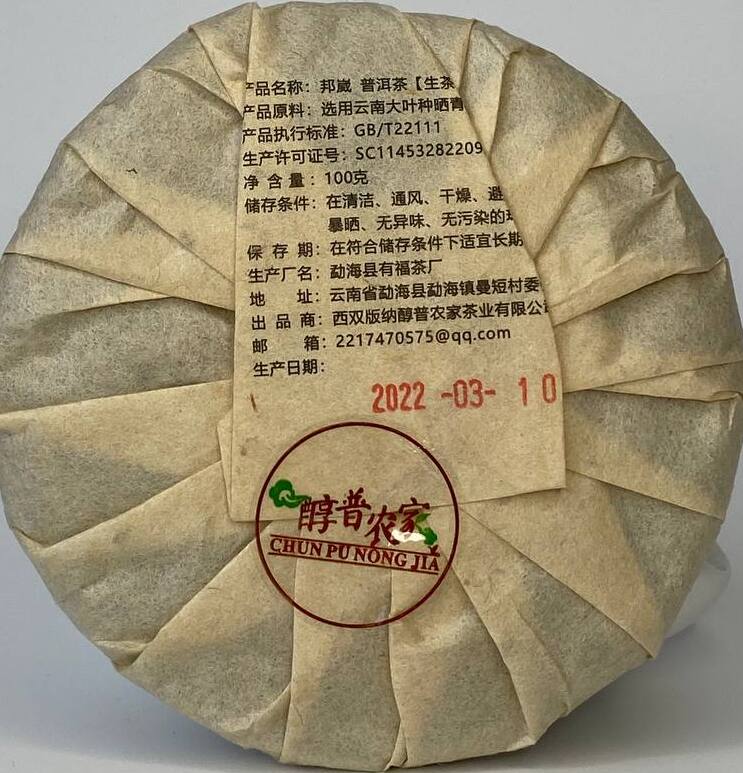 产品名称：邦崴 普洱茶【生茶
产品原料：选用云南大叶种晒青
产品执行标准：GB/T22111
生产许可证号：SC11453282209
净 含 量：100克
储存条件：在清洁、通风、干燥、避
暴晒、无异味、无污染的
保 存 期：在符合储存条件下适宜长期
生产厂名：勐海县有福茶厂
地 址：云南省勐海县勐海镇曼短村委
出 品 商：西双版纳醇普农家茶业有限公司
邮 箱：2217470575@qq.com
生产日期：
2022 -03- 10
醇普农家
CHUN PU NONG JIA